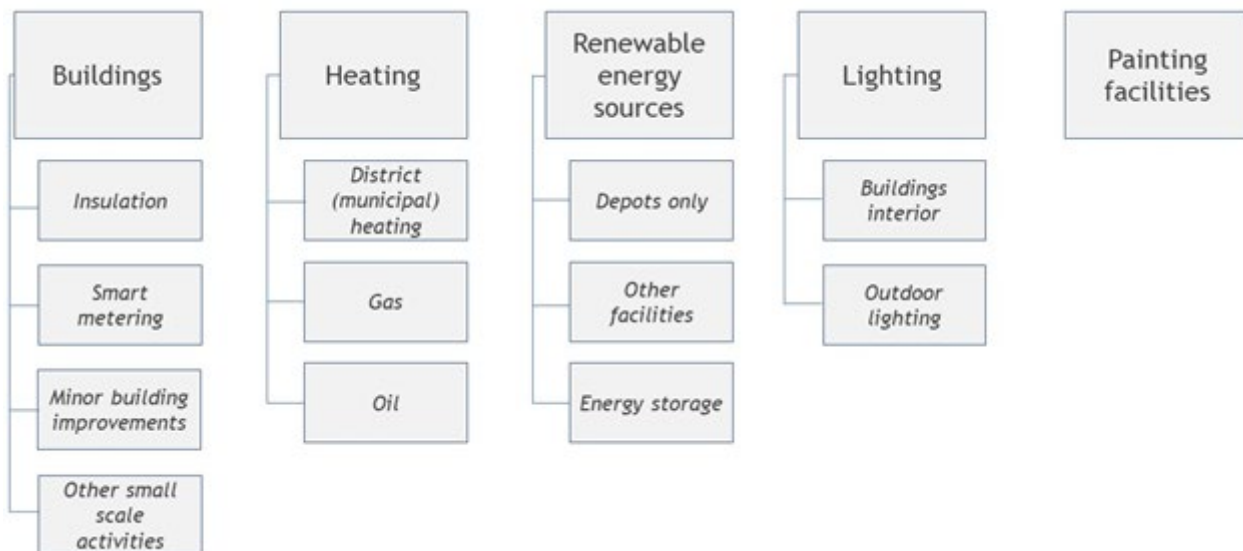 Buildings
Insulation
Smart
metering
Minor building
improvements
Other small
scale
activities
Heating
District
(municipal)
heating
Gas
Oil
Renewable
energy
sources
Depots only
Other
facilities
Energy storage
Lighting
Buildings
interior
Outdoor
lighting
Painting
facilities